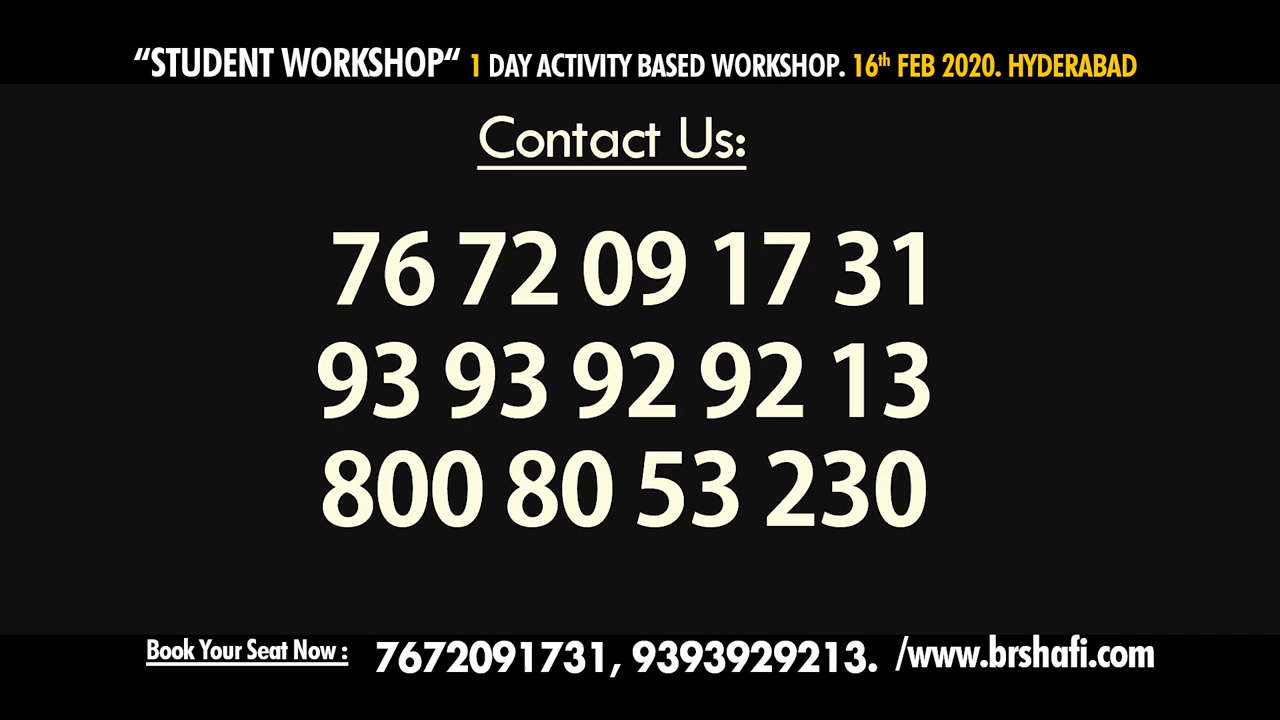 “STUDENT WORKSHOP“ 1 DAY ACTIVITY BASED WORKSHOP. 16th FEB 2020. HYDERABAD
Contact Us:
76 72 09 17 31
93 93 92 92 13
800 80 53 230
Book Your Seat Now : 7672091731, 9393929213. /www.brshafi.com